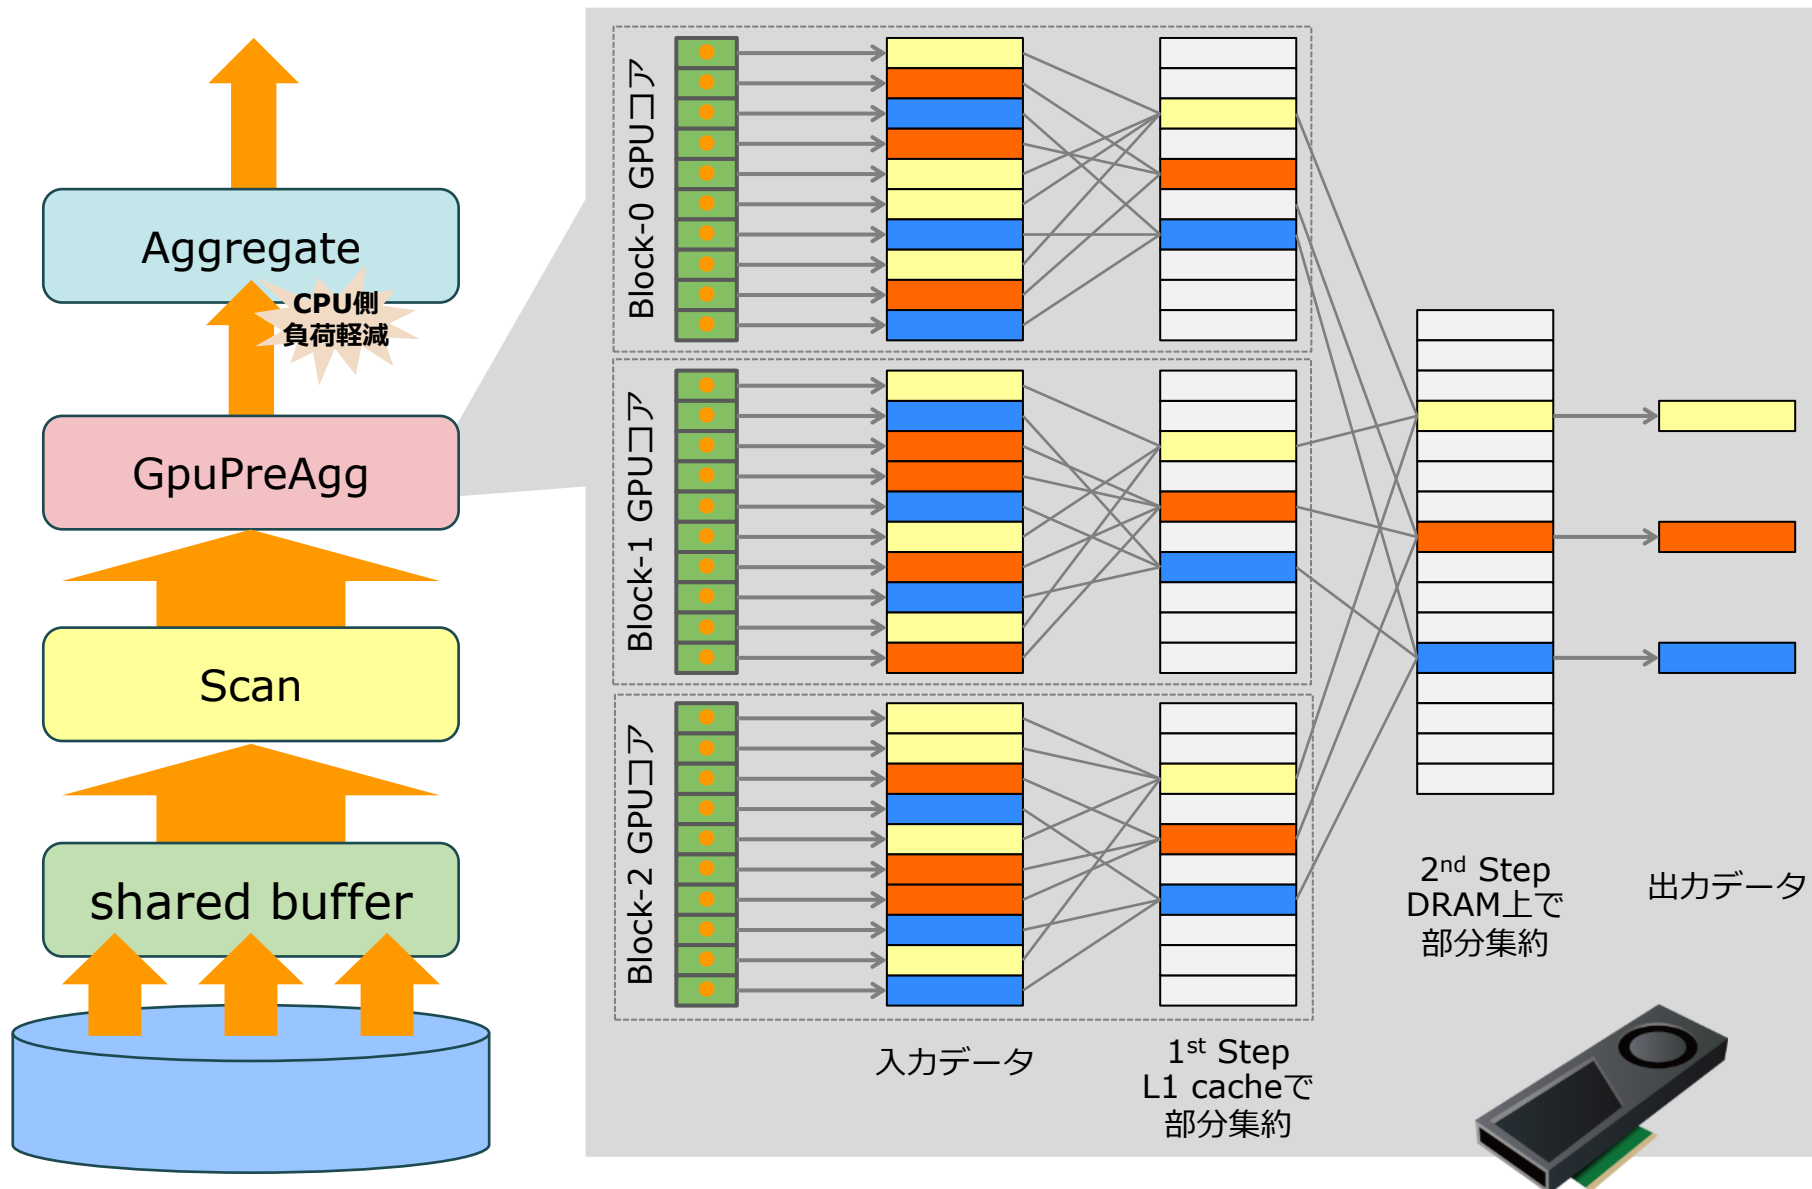 Aggregate
CPU側
負荷軽減
GpuPreAgg
Scan
shared buffer
Block-0 GPUコア
Block-1 GPUコア
Block-2 GPUコア
入力データ
1st Step
L1 cacheで
部分集約
2nd Step
DRAM上で
部分集約
出力データ